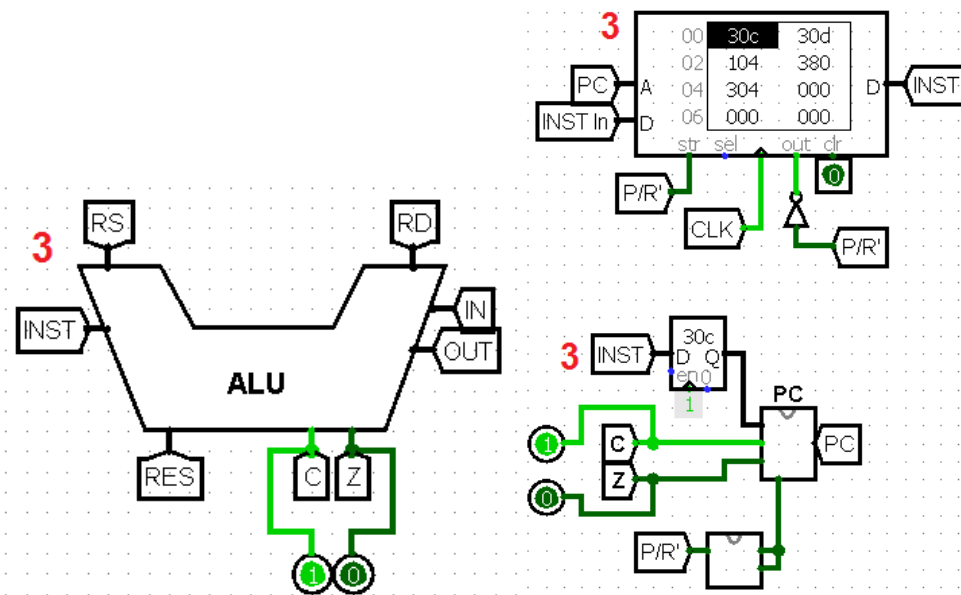 3
00 30c 30d
02 104 380
04 304 000
06 000 000
PC
A
D
INST
INST In
D
str sel out clr
0
P/R'
CLK
P/R'
3
RS
RD
INST
IN
OUT
ALU
RES
C
Z
1
0
3
INST
30c
D Q
en 0
1
PC
1
C
PC
Z
0
P/R'